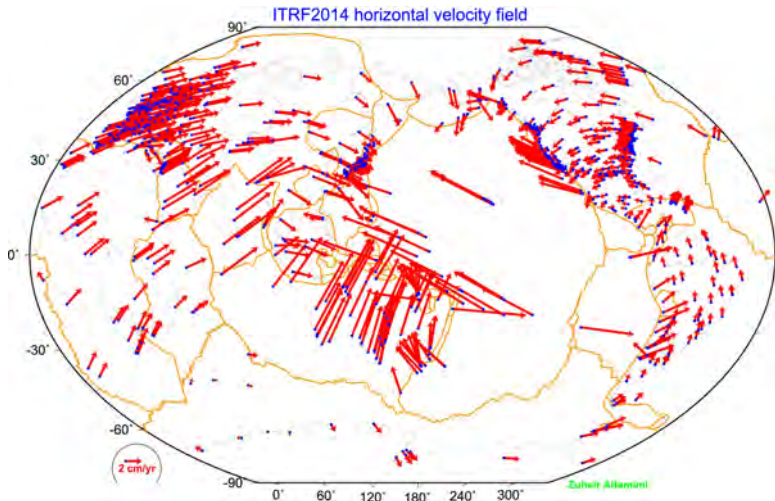 ITRF2014 horizontal velocity field
90˚
60˚
30˚
0˚
-30˚
-60˚
-90˚
2 cm/yr
0˚ 60˚ 120˚ 180˚ 240˚ 300˚
Zuheir Altamimi